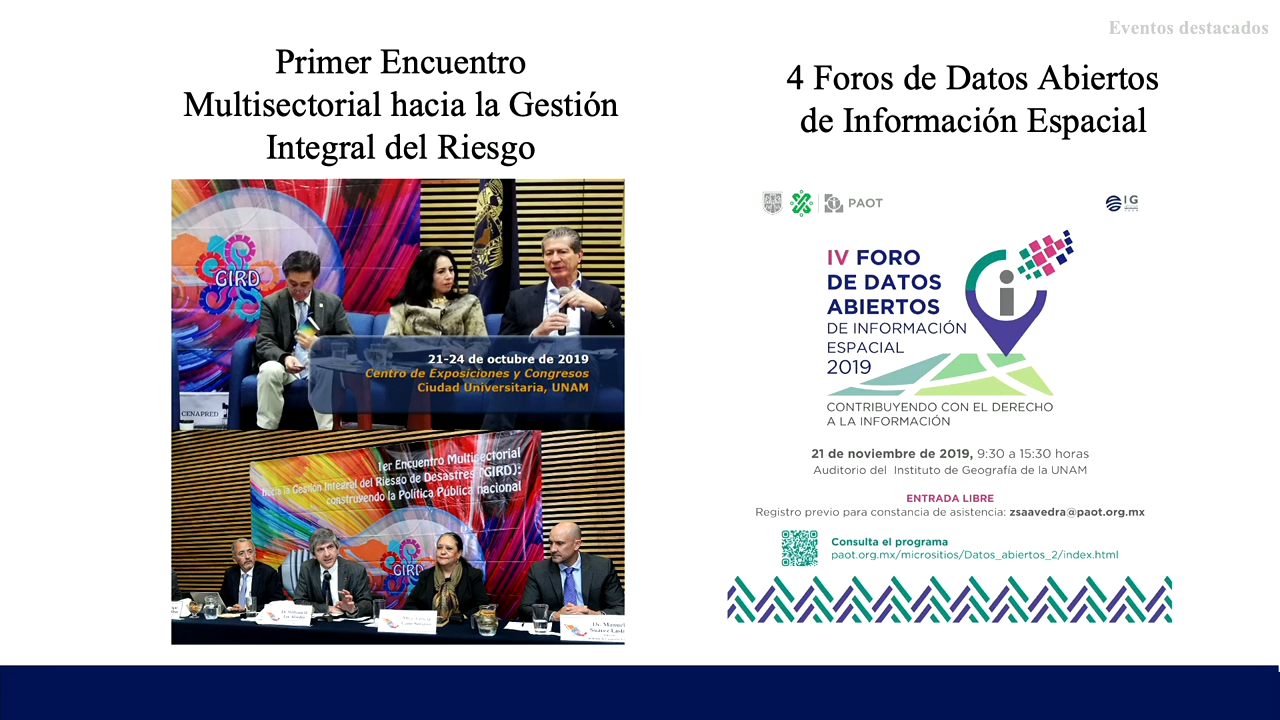 Eventos destacados
Primer Encuentro
Multisectorial hacia la Gestión
Integral del Riesgo
GIRD
21-24 de octubre de 2019
Centro de Exposiciones y Congresos
Ciudad Universitaria, UNAM
CENAPRED
1er Encuentro Multisectorial
Hacia la Gestión Integral del Riesgo de Desastres (GIRD):
construyendo la Política Pública nacional
GIRD
Dr. Manuel
Suárez
4 Foros de Datos Abiertos
de Información Espacial
PAOT
IG
IV FORO
DE DATOS
ABIERTOS
DE INFORMACIÓN
ESPACIAL
2019
CONTRIBUYENDO CON EL DERECHO
A LA INFORMACIÓN
21 de noviembre de 2019, 9:30 a 15:30 horas
Auditorio del Instituto de Geografía de la UNAM
ENTRADA LIBRE
Registro previo para constancia de asistencia: zsaavedra@paot.org.mx
Consulta el programa
paot.org.mx/micrositios/Datos_abiertos_2/index.html